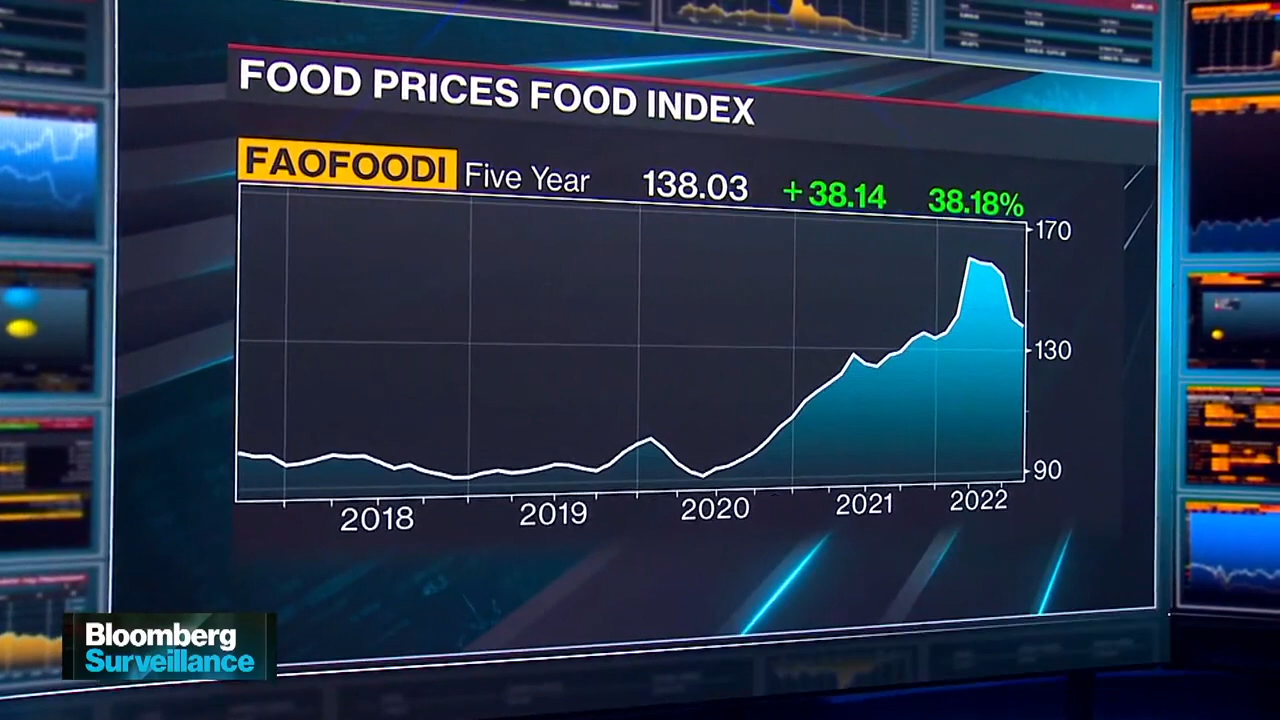 FOOD PRICES FOOD INDEX
FAOFOODI Five Year 138.03 +38.14 38.18%
170
130
90
2018 2019 2020 2021 2022
Bloomberg
Surveillance